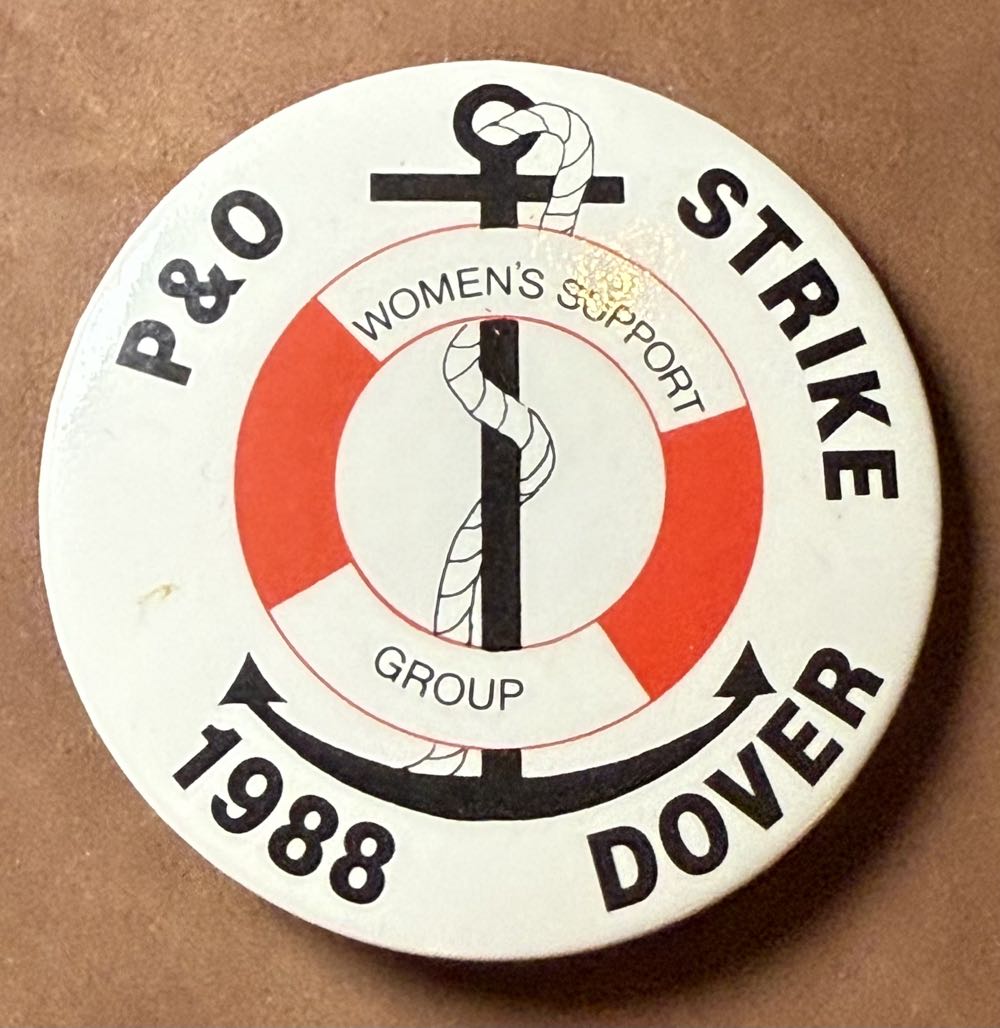 P&O STRIKE
WOMEN'S SUPPORT
GROUP
1988 DOVER